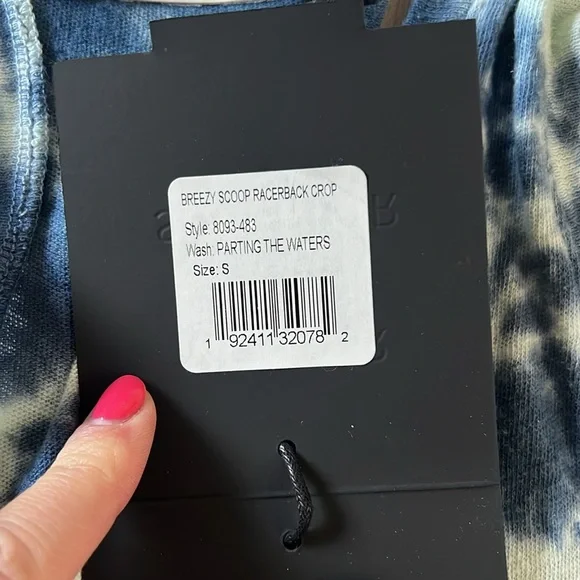 BREEZY SCOOP RACERBACK CROP
Style: 8093-483
Wash: PARTING THE WATERS
Size: S
1 92411 32078 2